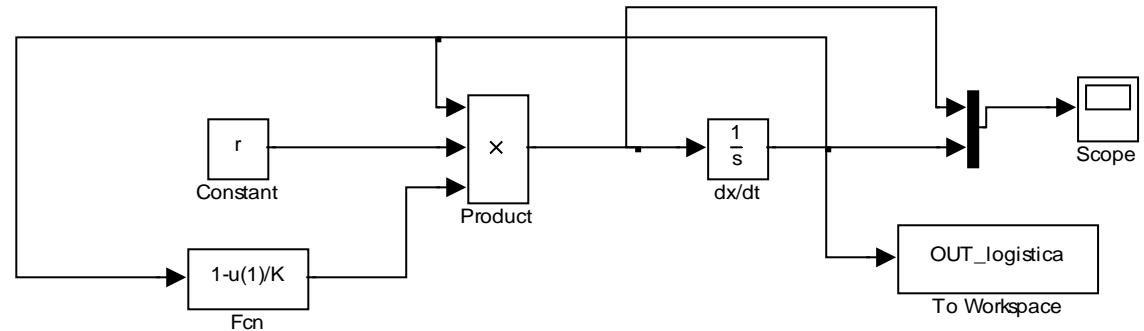 r
Constant
×
Product
1
s
dx/dt
Scope
1-u(1)/K
Fcn
OUT_logistica
To Workspace